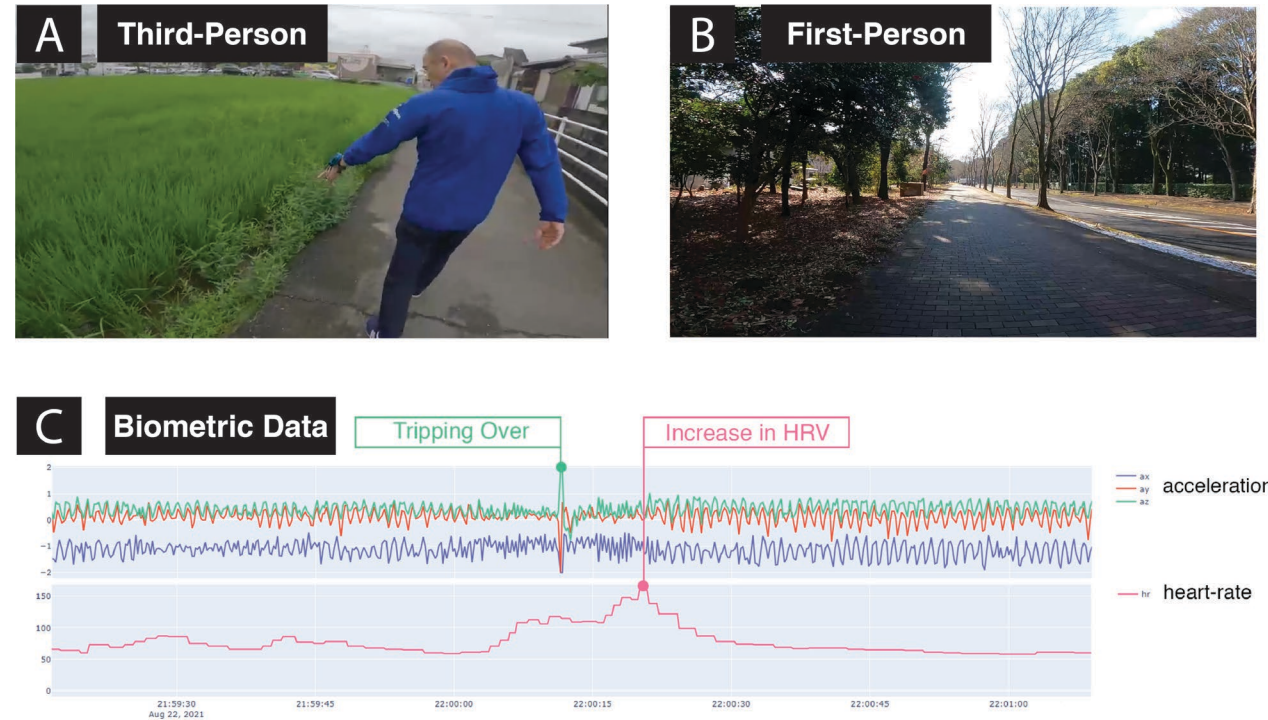 A
Third-Person
B
First-Person
C
Biometric Data
Tripping Over
Increase in HRV
2
1
0
−1
−2
ax
ay
az
acceleration
150
100
50
0
hr
heart-rate
21:59:30
Aug 22, 2021
21:59:45
22:00:00
22:00:15
22:00:30
22:00:45
22:01:00